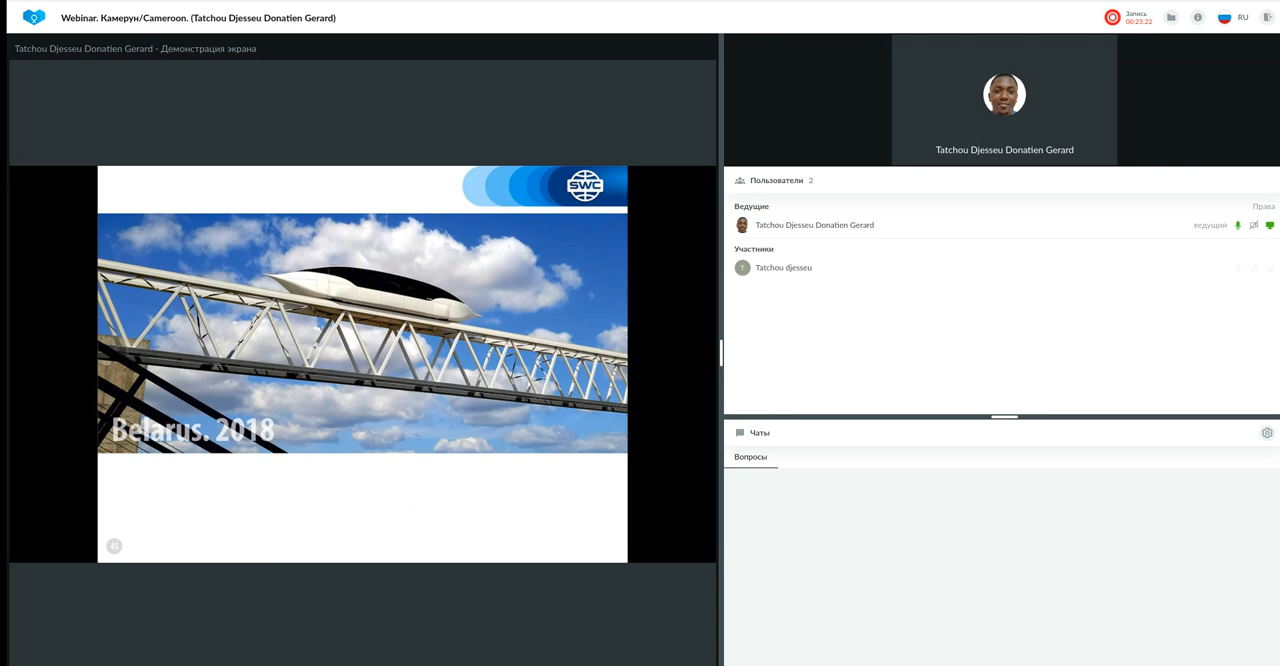 Webinar. Камерун/Cameroon. (Tatchou Djesseu Donatien Gerard)
Запись
00:23:22
RU
Tatchou Djesseu Donatien Gerard - Демонстрация экрана
SWC
Belarus. 2018
45
Tatchou Djesseu Donatien Gerard
Пользователи 2
Ведущие Права
Tatchou Djesseu Donatien Gerard ведущий
Участники
T Tatchou djesseu
Чаты
Вопросы